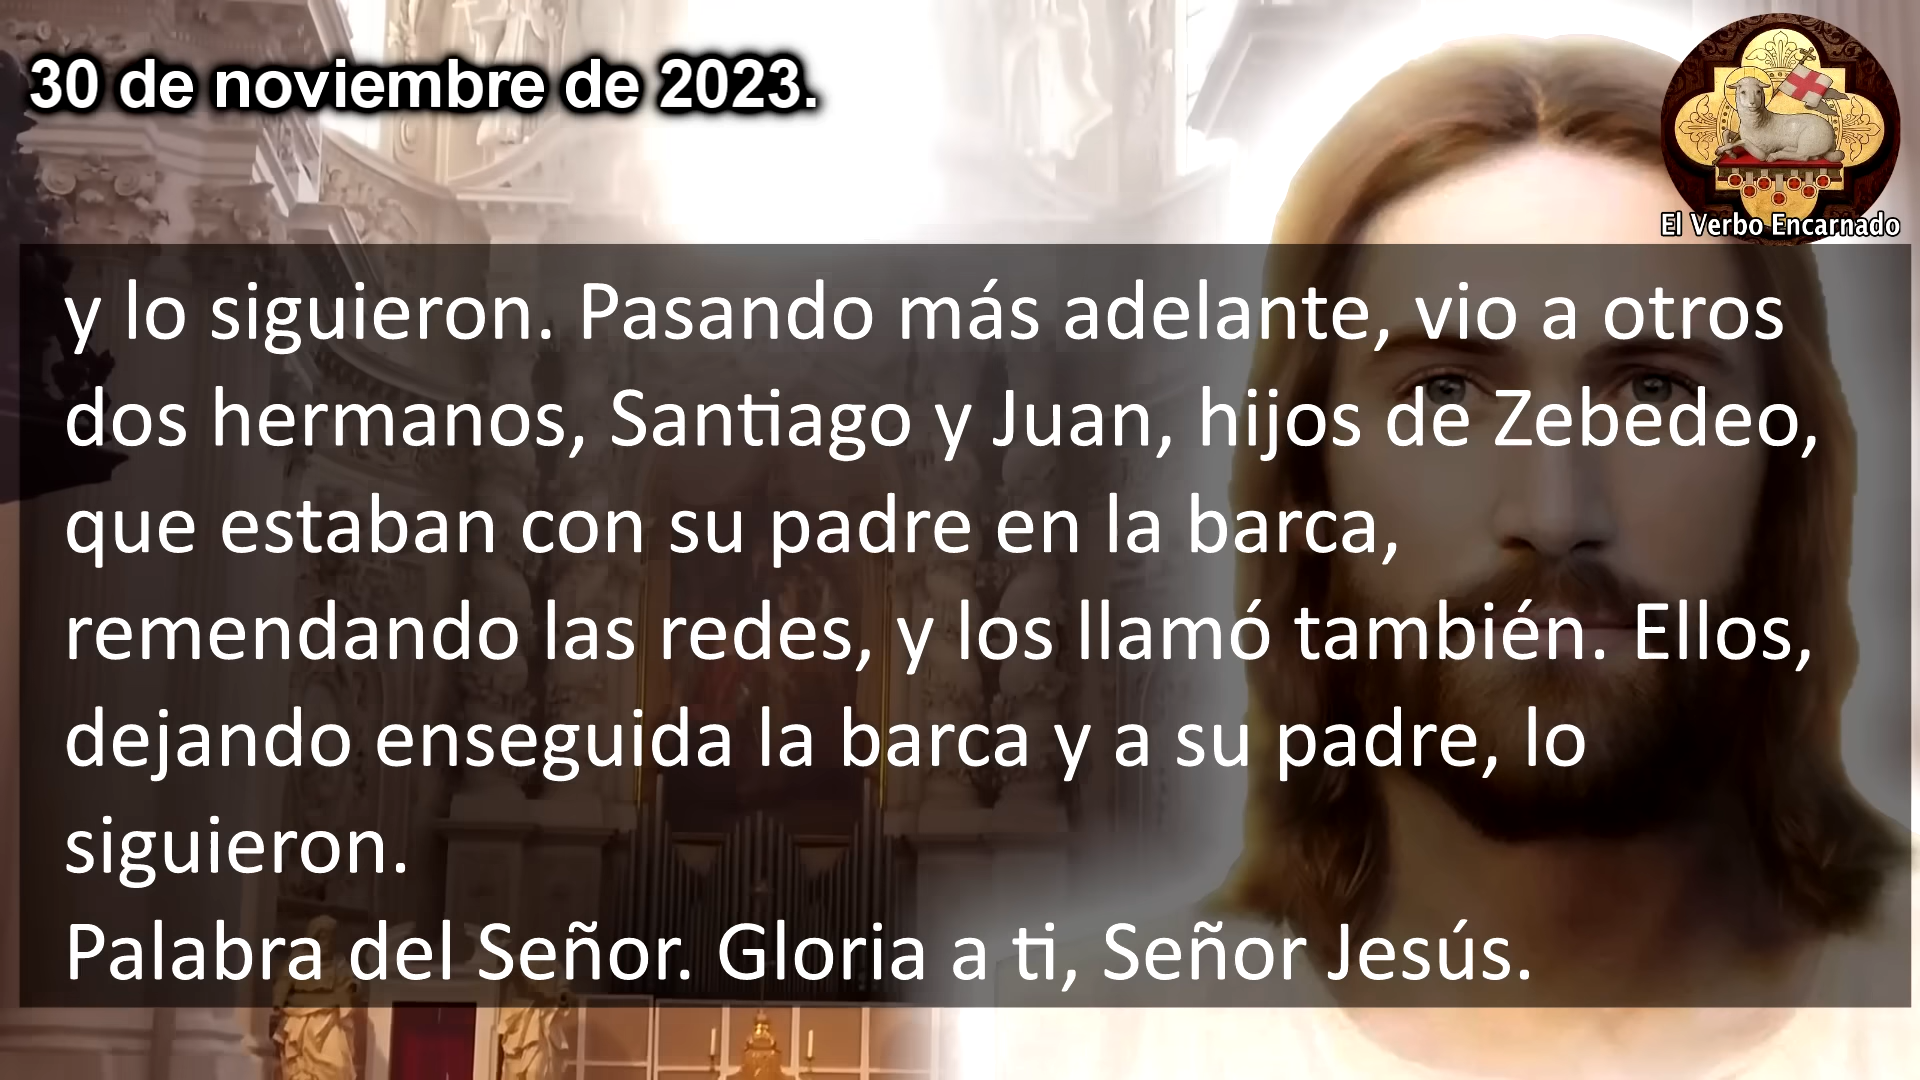 30 de noviembre de 2023.
El Verbo Encarnado
y lo siguieron. Pasando más adelante, vio a otros
dos hermanos, Santiago y Juan, hijos de Zebedeo,
que estaban con su padre en la barca,
remendando las redes, y los llamó también. Ellos,
dejando enseguida la barca y a su padre, lo
siguieron.
Palabra del Señor. Gloria a ti, Señor Jesús.